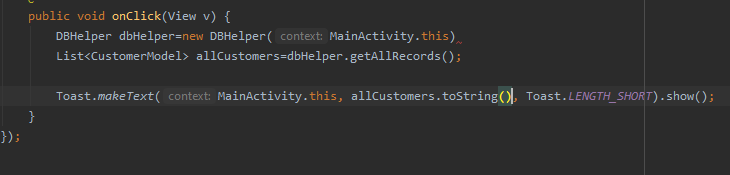 public void onClick(View v) {
DBHelper dbHelper=new DBHelper( context: MainActivity.this)
List<CustomerModel> allCustomers=dbHelper.getAllRecords();
Toast.makeText( context: MainActivity.this, allCustomers.toString(), Toast.LENGTH_SHORT).show();
}
});